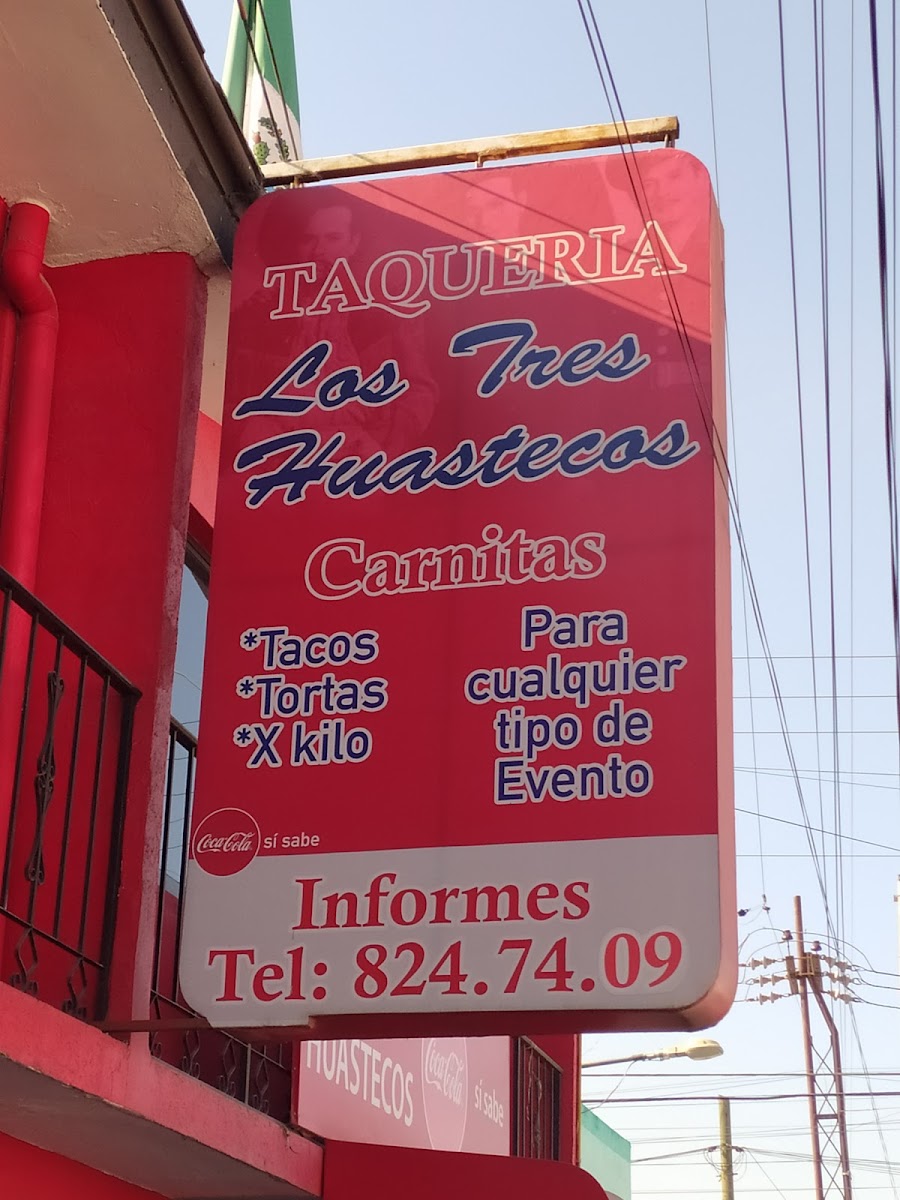 TAQUERIA
Los Tres
Huastecos
Carnitas
*Tacos
*Tortas
*X kilo
Para
cualquier
tipo de
Evento
Coca-Cola sí sabe
Informes
Tel: 824.74.09
HUASTECOS
Coca-Cola sí sabe